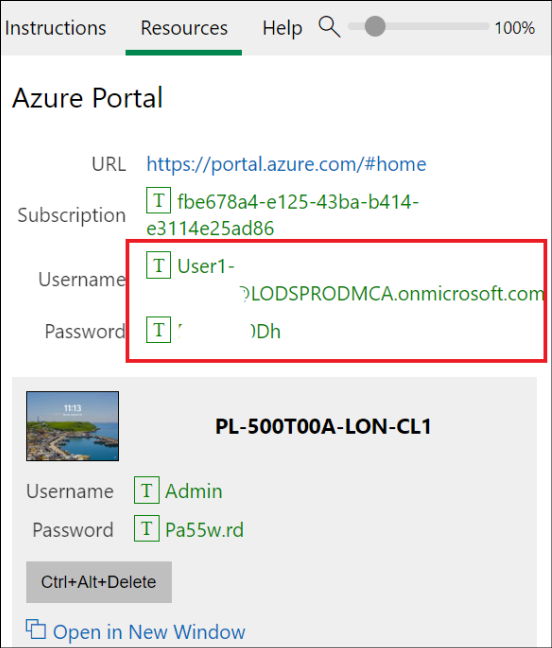 Instructions Resources Help 100%
Azure Portal
URL https://portal.azure.com/#home
Subscription T fbe678a4-e125-43ba-b414-
e3114e25ad86
Username T User1-
@LODSPRODMCA.onmicrosoft.com
Password T Dh
11:13
PL-500T00A-LON-CL1
Username T Admin
Password T Pa55w.rd
Ctrl+Alt+Delete
Open in New Window